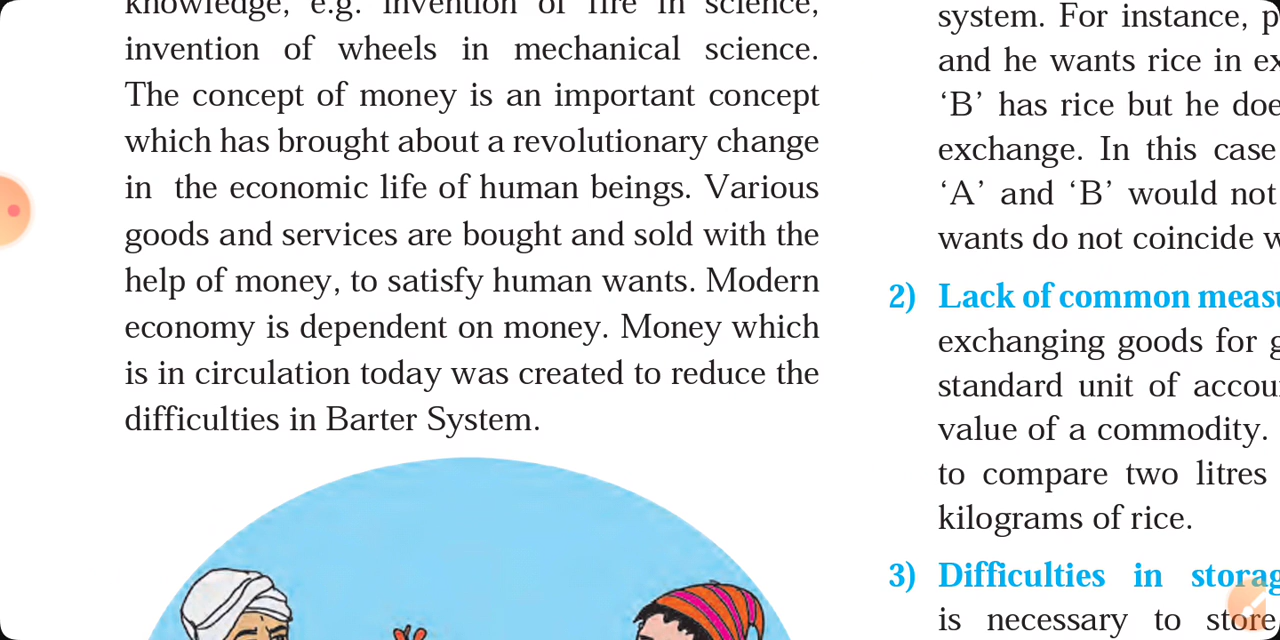 knowledge, e.g. invention of fire in science,
invention of wheels in mechanical science.
The concept of money is an important concept
which has brought about a revolutionary change
in the economic life of human beings. Various
goods and services are bought and sold with the
help of money, to satisfy human wants. Modern
economy is dependent on money. Money which
is in circulation today was created to reduce the
difficulties in Barter System.
system. For instance,
and he wants rice in
‘B’ has rice but he
exchange. In this case
‘A’ and ‘B’ would not
wants do not coincide
2) Lack of common
exchanging goods for
standard unit of
value of a commodity.
to compare two litres
kilograms of rice.
3) Difficulties in
is necessary to store